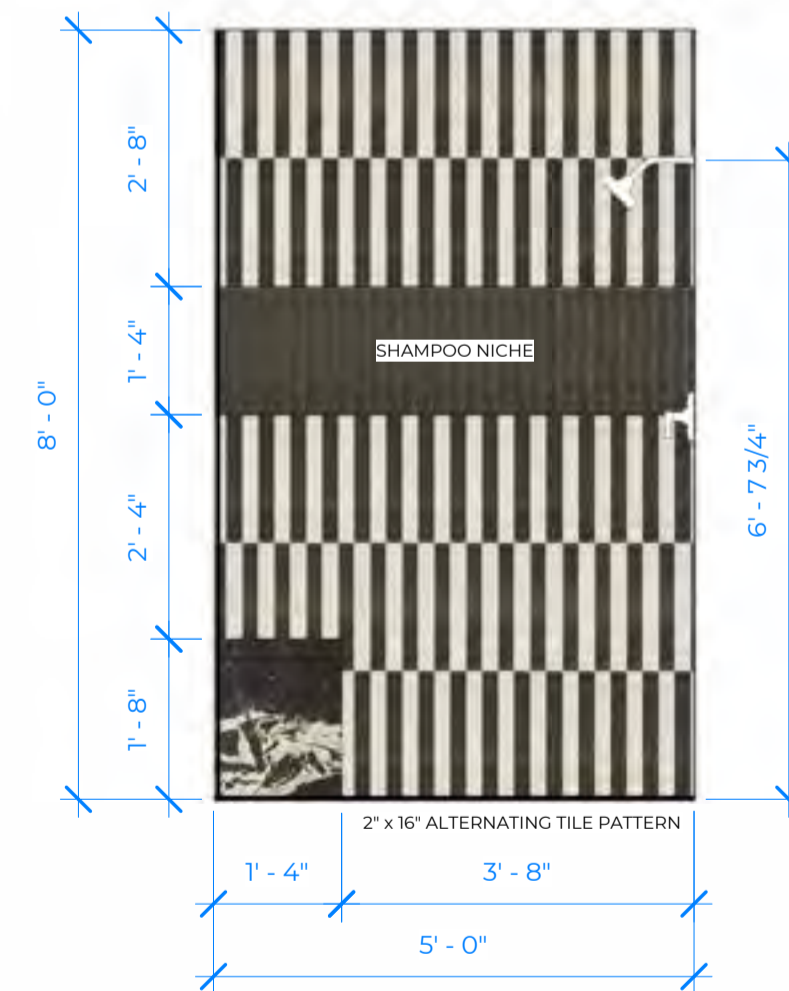 2' - 8"
SHAMPOO NICHE
1' - 4"
8' - 0"
6' - 7 3/4"
2' - 4"
1' - 8"
2" x 16" ALTERNATING TILE PATTERN
1' - 4"
3' - 8"
5' - 0"